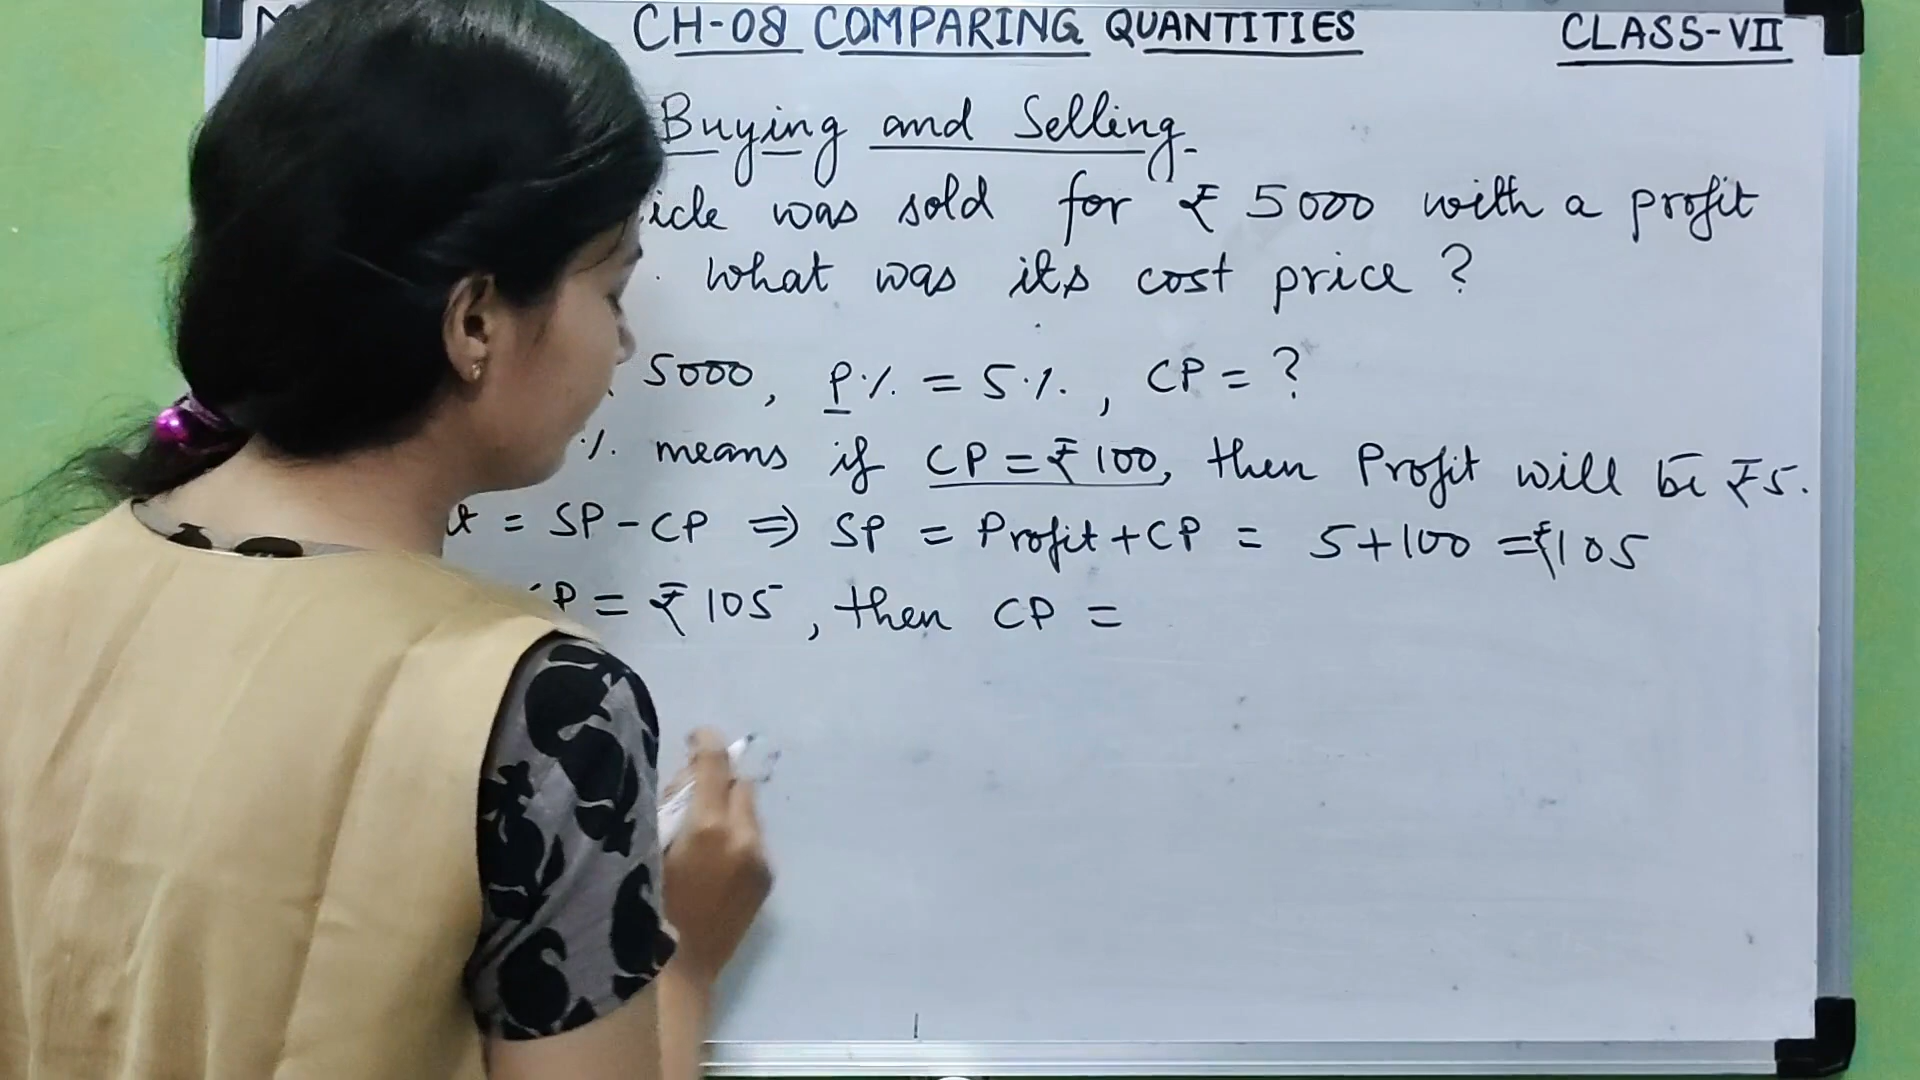 CH-08 COMPARING QUANTITIES CLASS-VII
Buying and Selling
was sold for ₹ 5000 with a profit
what was its cost price ?
5000, P% = 5%, CP = ?
% means if CP = ₹ 100, then Profit will be ₹5.
= SP - CP ⇒ SP = Profit + CP = 5 + 100 = ₹105
P = ₹ 105, then CP =